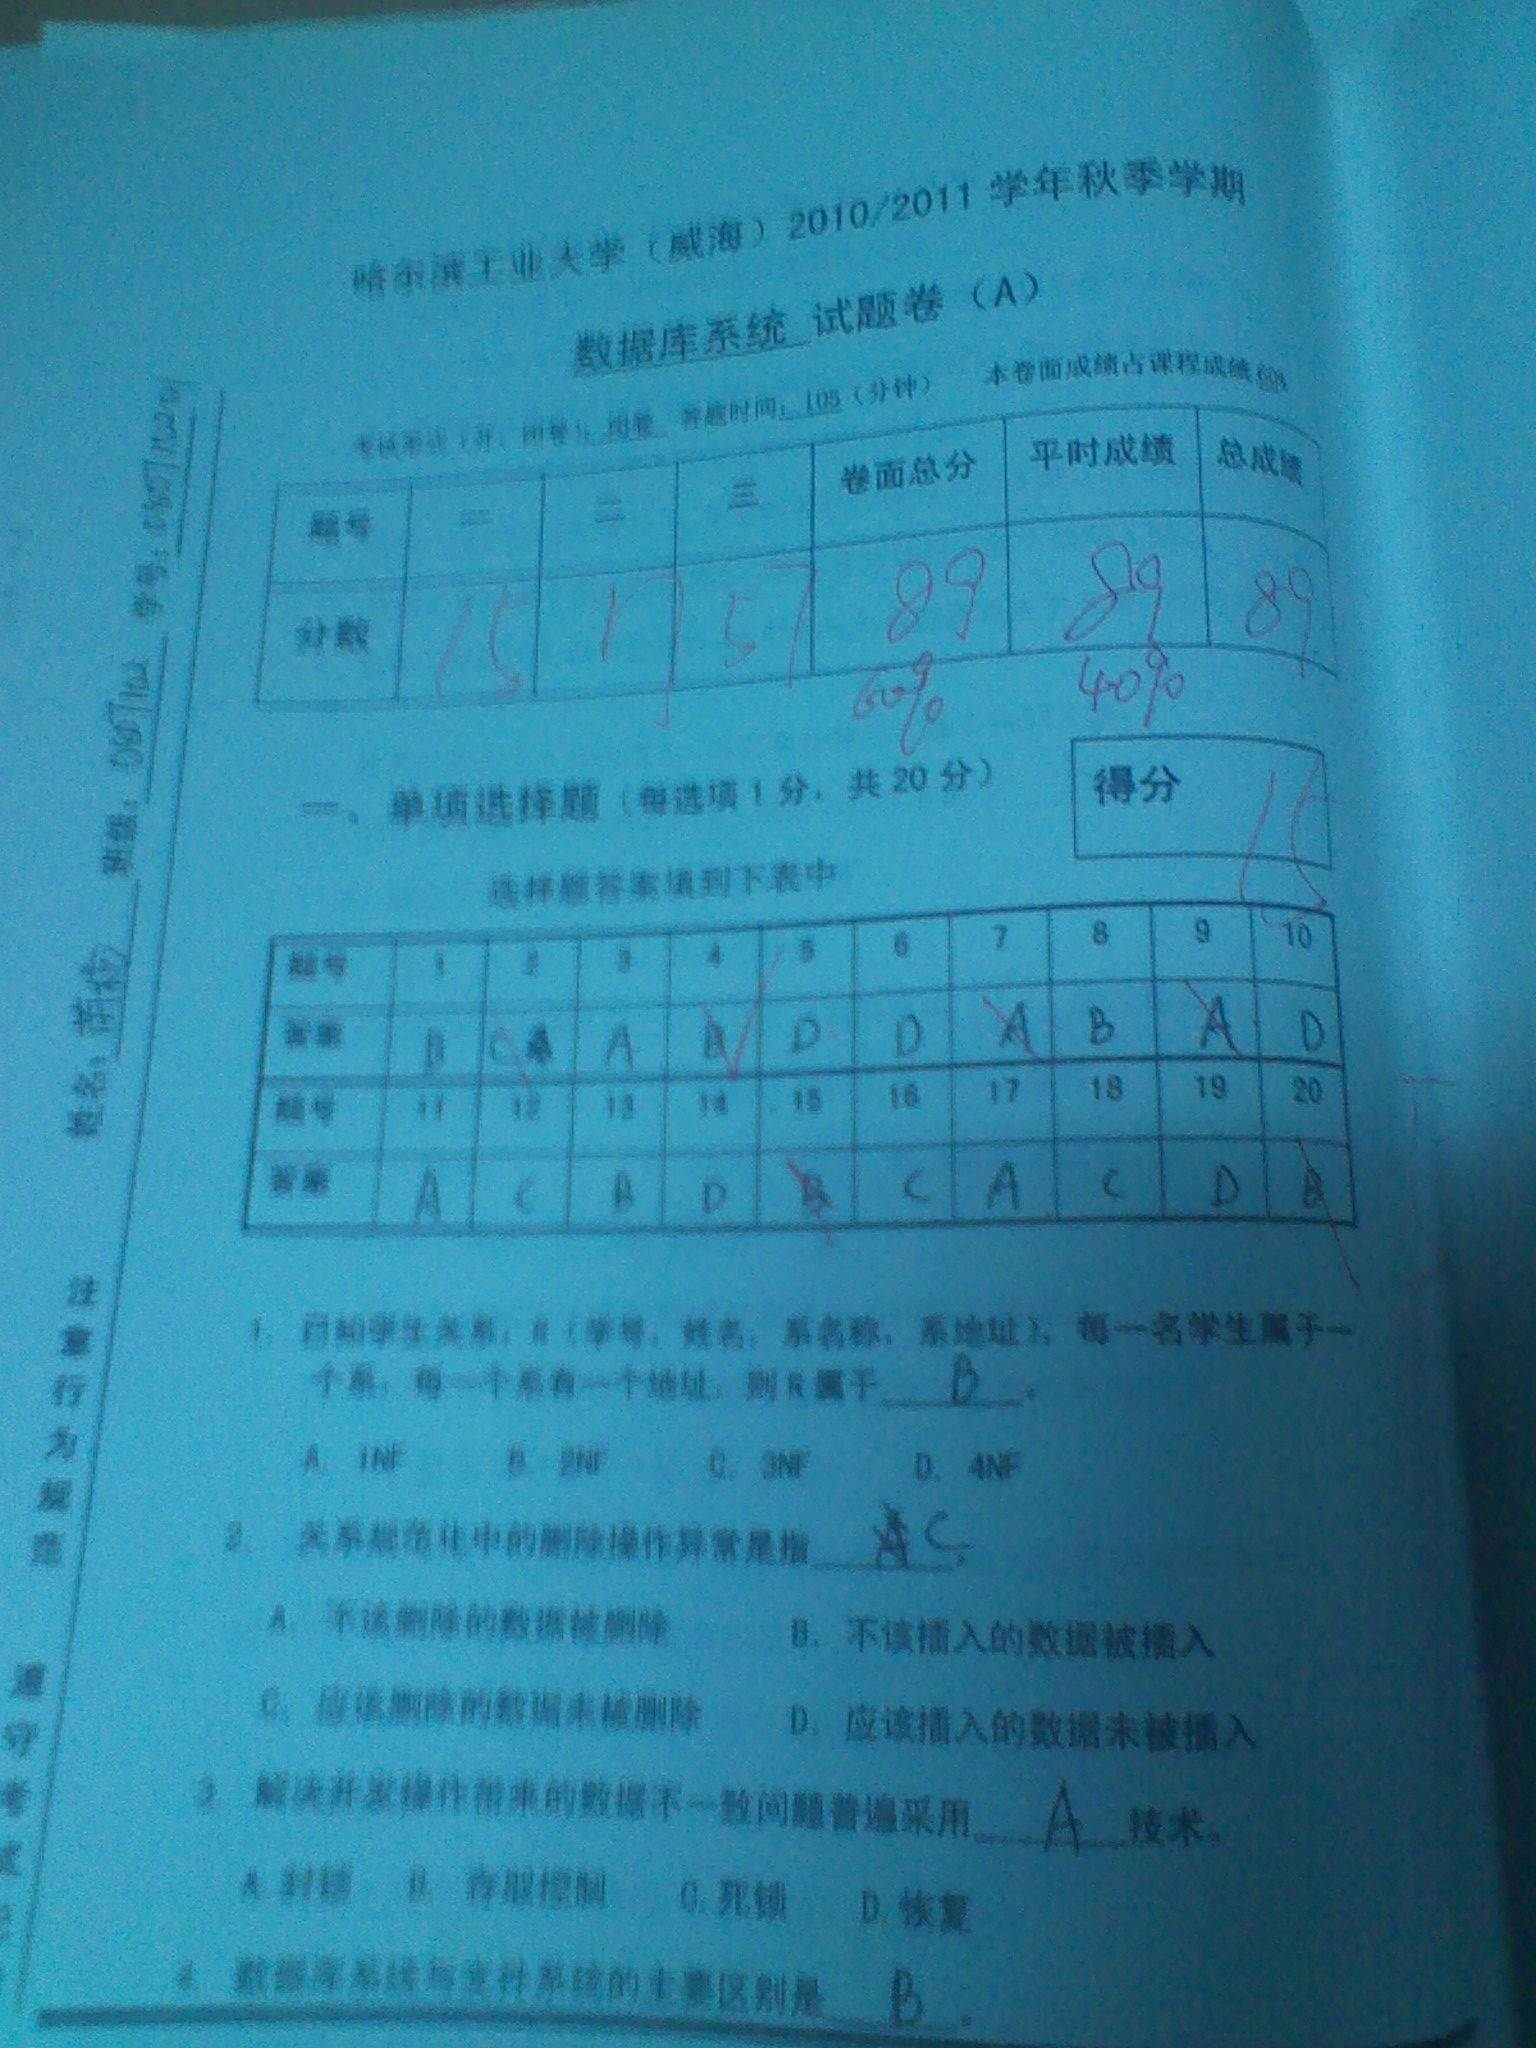 哈尔滨工业大学（威海）2010/2011 学年秋季学期
数据库系统 试题卷（A）
考试形式（开、闭卷）：闭卷 答题时间：105（分钟） 本卷面成绩占课程成绩60%
题号 一 二 三 卷面总分 平时成绩 总成绩
分数 15 17 57 89 89 89
60% 40%
一、单项选择题（每选项1分，共20分）
得分 15
选择题答案填到下表中
题号 1 2 3 4 5 6 7 8 9 10
答案 B C A B D D A B A D
题号 11 12 13 14 15 16 17 18 19 20
答案 A C B D B C A C D B
1. 已知学生关系：R（学号，姓名，系名称，系地址），每一名学生属于一
个系，每一个系有一个地址，则R属于 B 。
A. 1NF B. 2NF C. 3NF D. 4NF
2. 关系规范化中的删除操作异常是指 C 。
A. 不该删除的数据被删除 B. 不该插入的数据被插入
C. 应该删除的数据未被删除 D. 应该插入的数据未被插入
3. 解决并发操作带来的数据不一致问题普遍采用 A 技术。
A.封锁 B. 存取控制 C.死锁 D.恢复
4. 数据库系统与文件系统的主要区别是 B 。
姓名： 班级： 学号：
注意行为规范
遵守考试